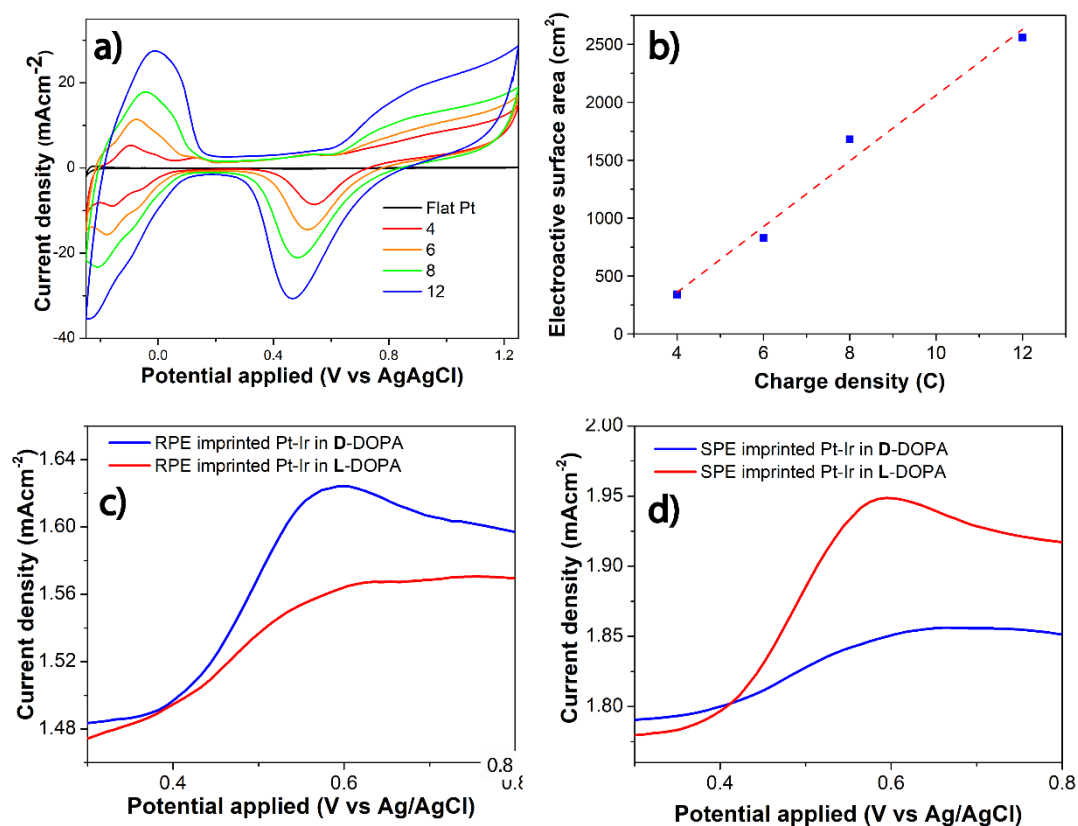 a)
Current density (mAcm-2)
20
0
-20
-40
0.0
0.4
0.8
1.2
Potential applied (V vs AgAgCl)
Flat Pt
4
6
8
12
b)
Electroactive surface area (cm2)
2500
2000
1500
1000
500
0
4
6
8
10
12
Charge density (C)
c)
RPE imprinted Pt-Ir in D-DOPA
RPE imprinted Pt-Ir in L-DOPA
Current density (mAcm-2)
1.64
1.60
1.56
1.52
1.48
0.4
0.6
0.8
0.8
Potential applied (V vs Ag/AgCl)
d)
SPE imprinted Pt-Ir in D-DOPA
SPE imprinted Pt-Ir in L-DOPA
Current density (mAcm-2)
2.00
1.95
1.90
1.85
1.80
0.4
0.6
0.8
Potential applied (V vs Ag/AgCl)